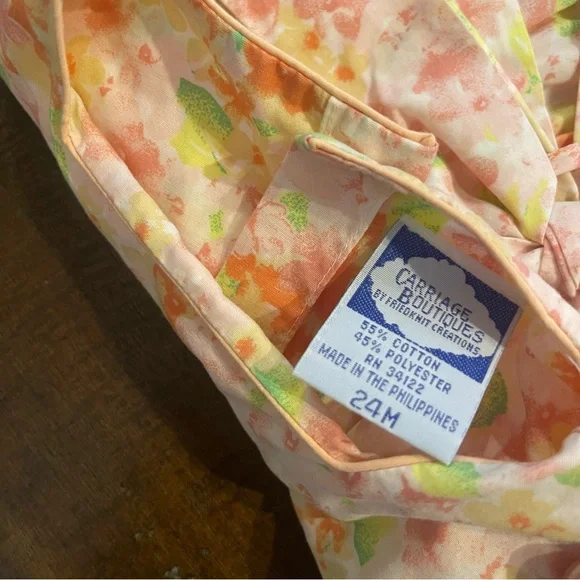 CARRIAGE
BOUTIQUES
BY FRIEDKNIT CREATIONS
55% COTTON
45% POLYESTER
RN 34122
MADE IN THE PHILIPPINES
24M